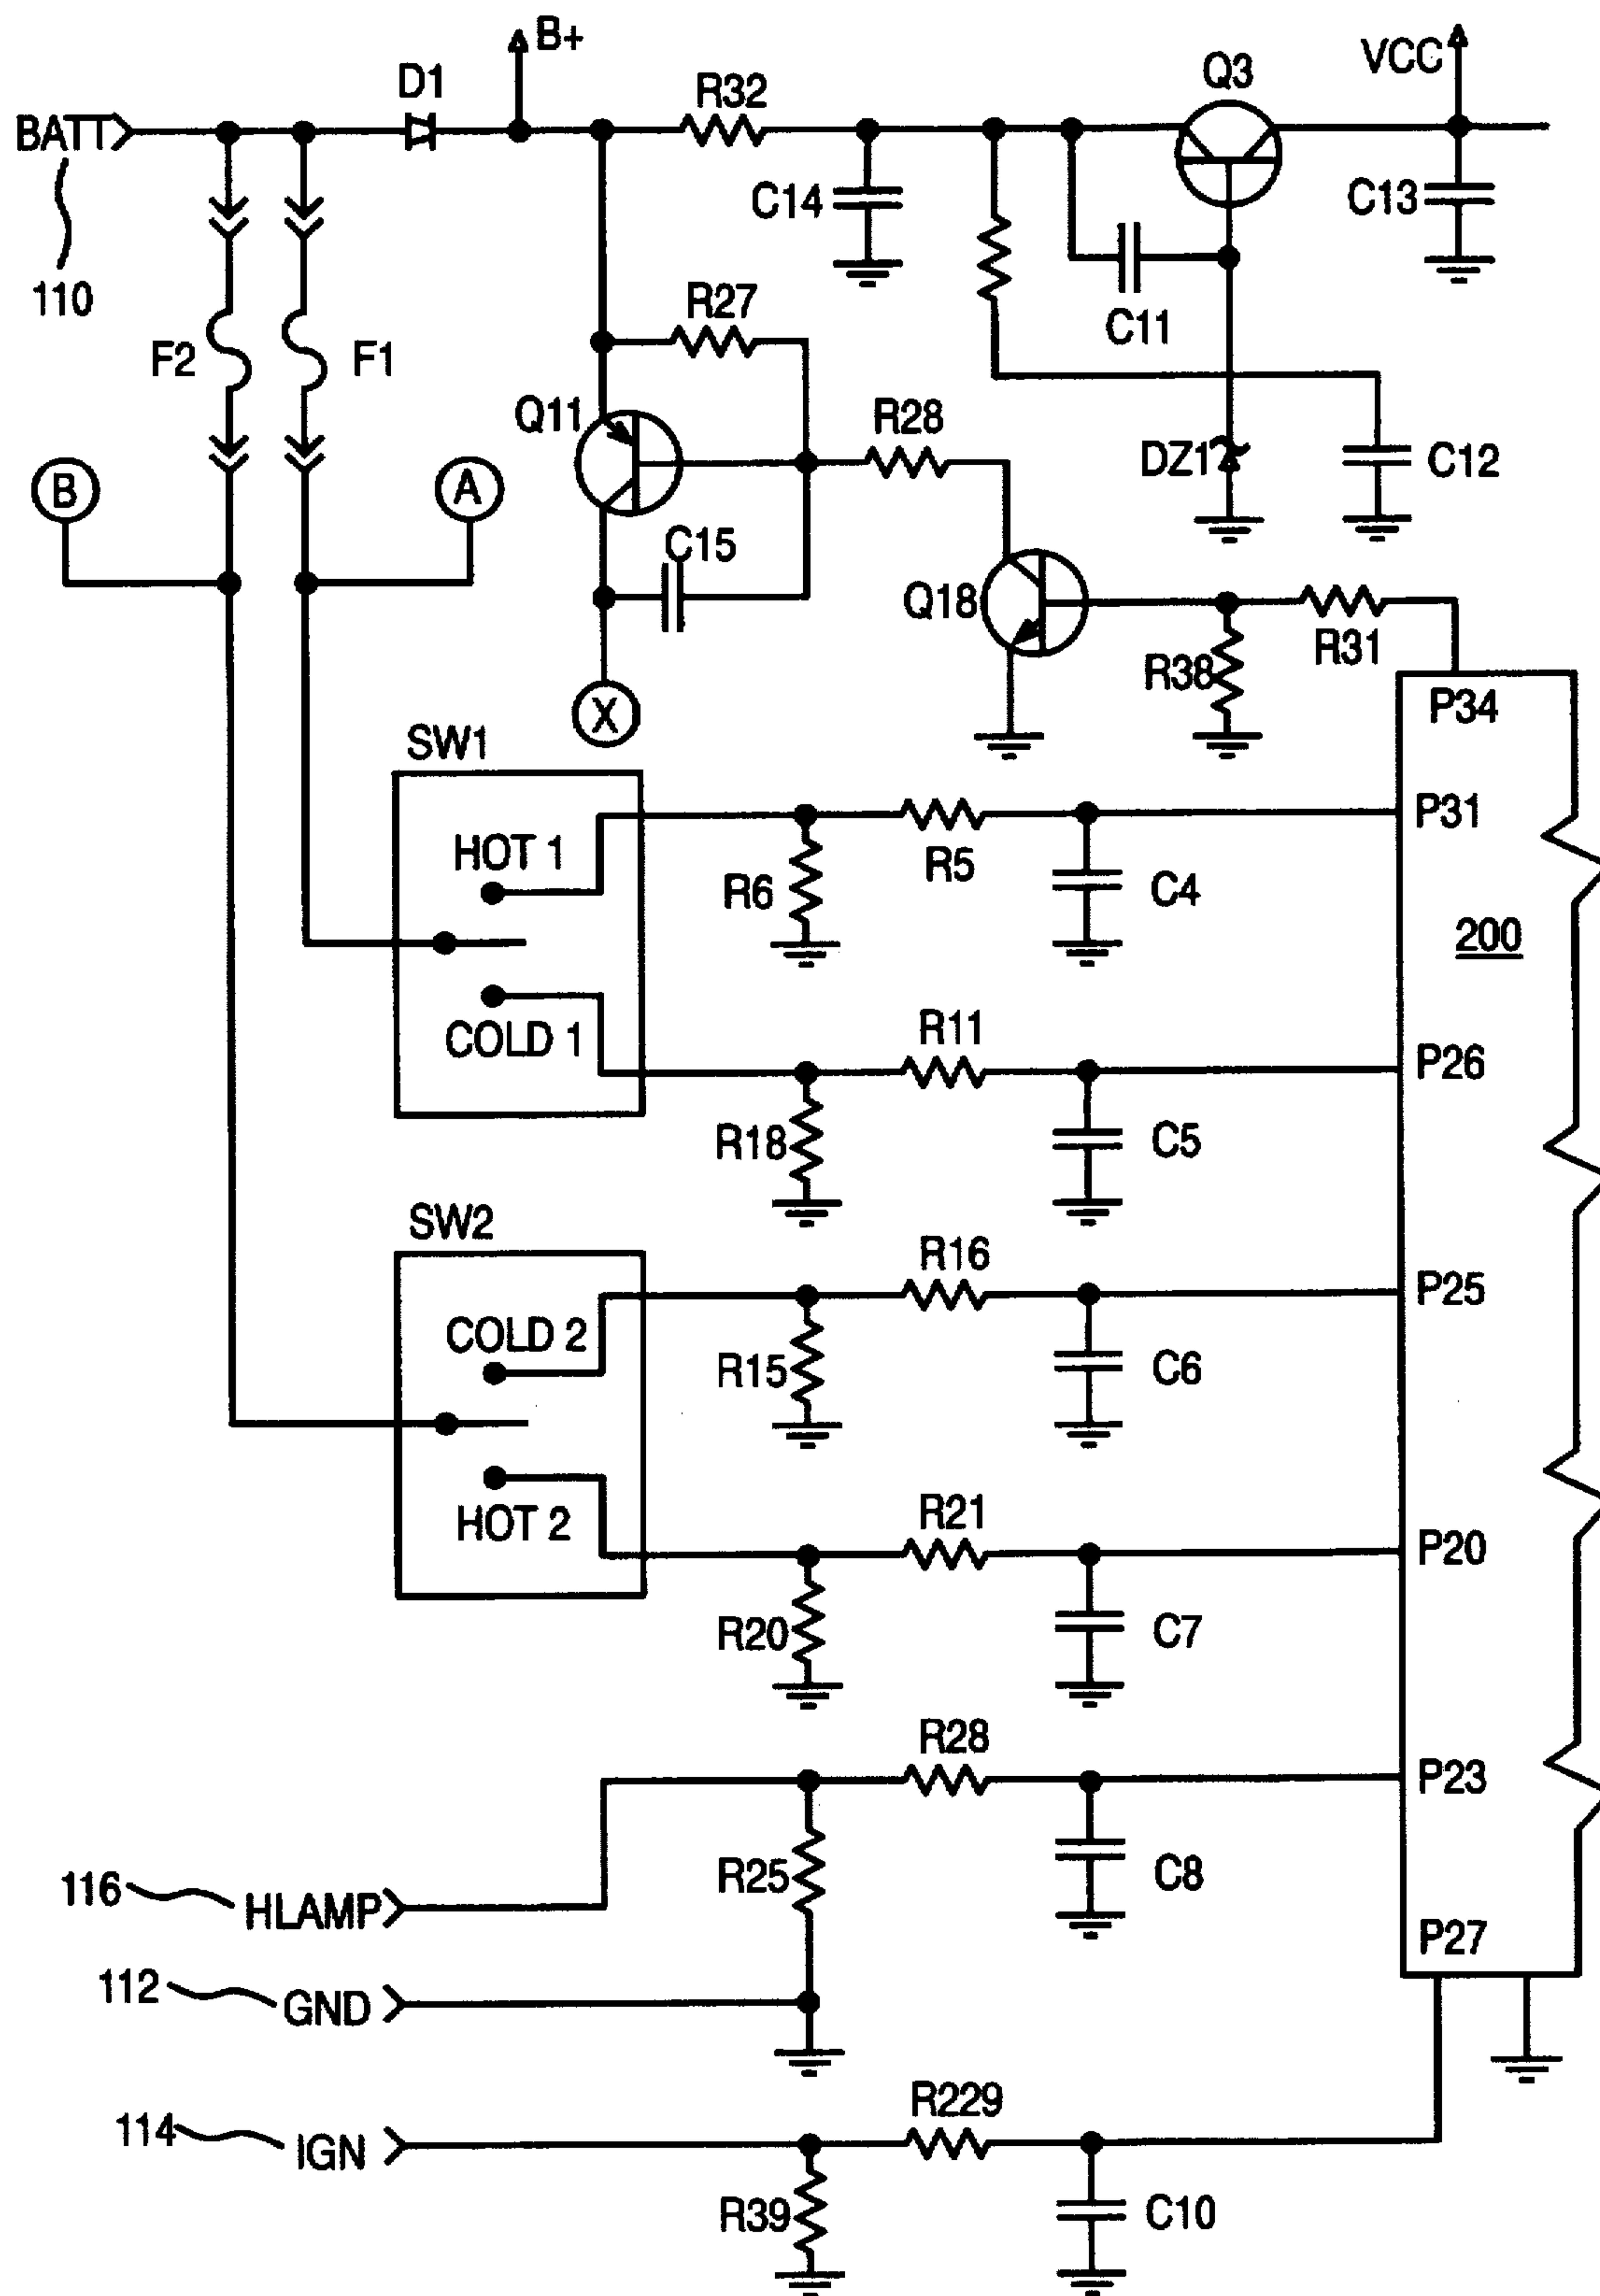 B+
D1
R32
Q3
VCC
BATT
C14
C13
110
R27
C11
F2
F1
Q11
R28
DZ1
C12
B
A
C15
Q18
R31
R38
X
P34
SW1
P31
HOT 1
R5
R6
C4
200
COLD 1
R11
P26
R18
C5
SW2
R16
P25
COLD 2
R15
C6
HOT 2
R21
P20
R20
C7
R28
P23
116
HLAMP
R25
C8
P27
112
GND
R229
114
IGN
R39
C10